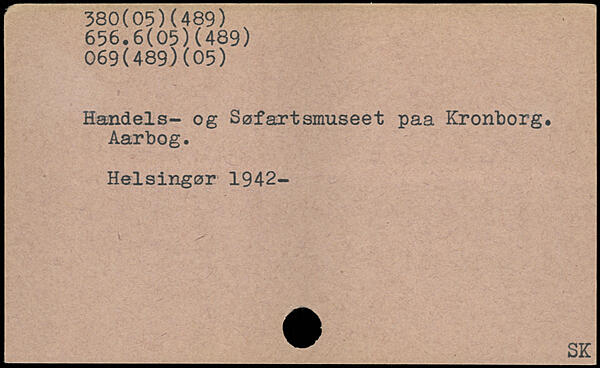 380(05)(489)
656.6(05)(489)
069(489)(05)
Handels- og Søfartsmuseet paa Kronborg.
Aarbog.
Helsingør 1942-
SK